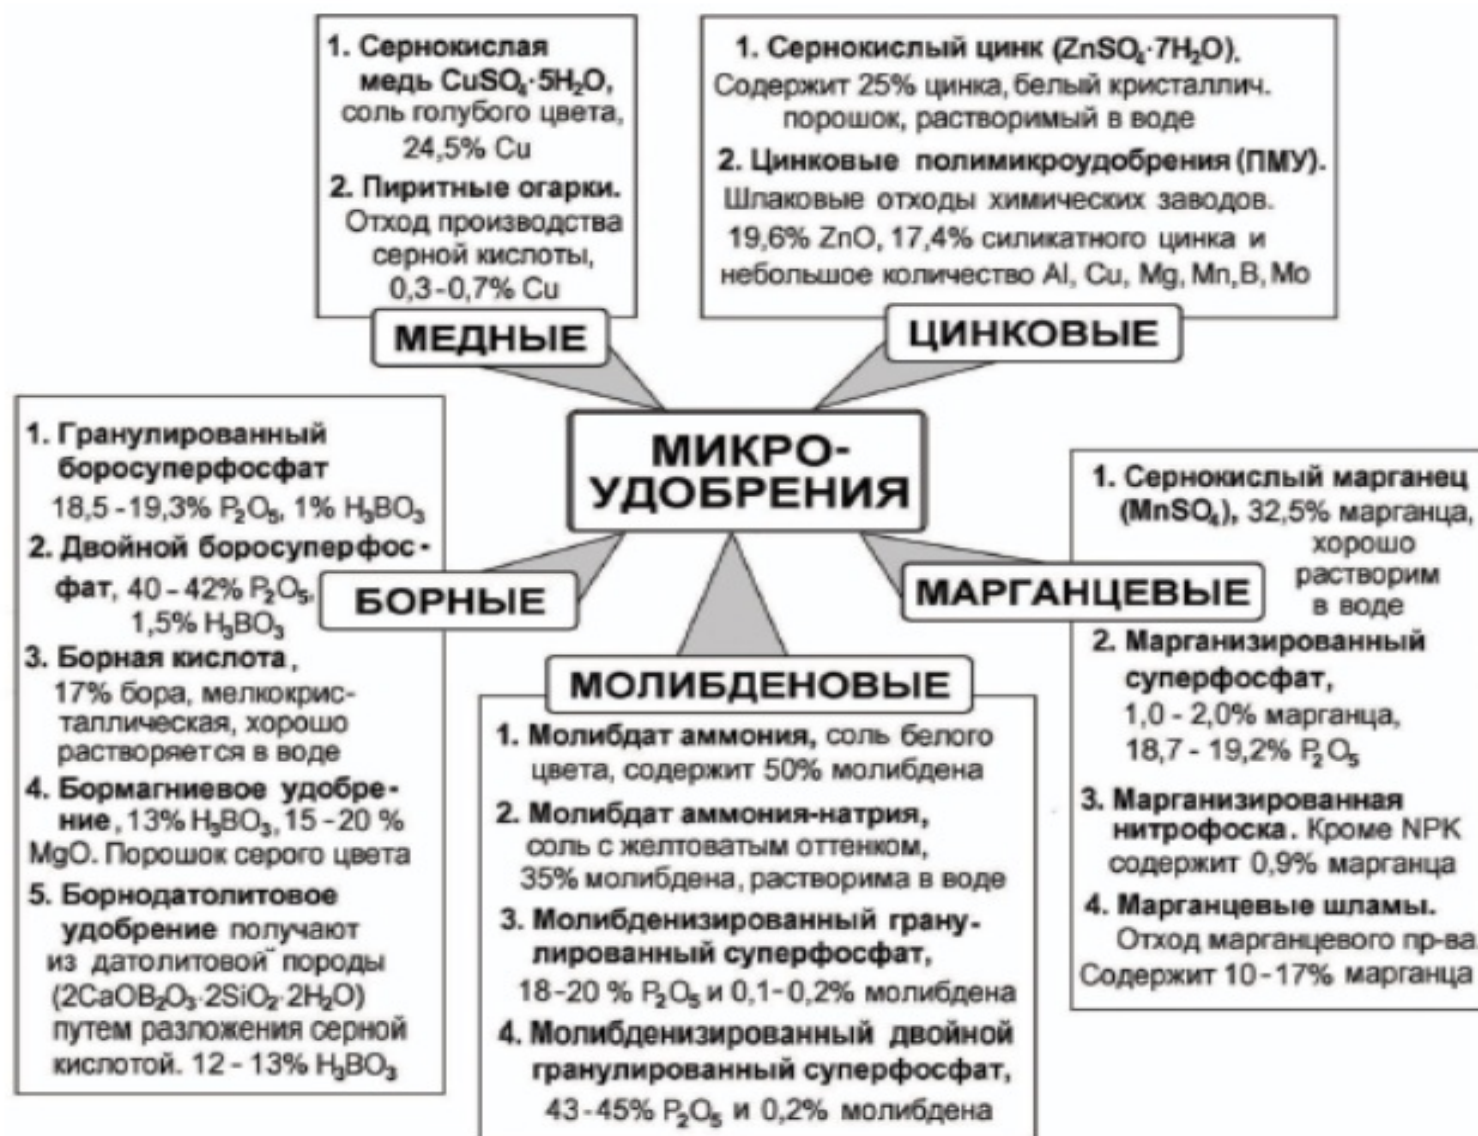 1. Сернокислая
медь CuSO₄·5H₂O,
соль голубого цвета,
24,5% Cu
2. Пиритные огарки.
Отход производства
серной кислоты,
0,3-0,7% Cu
МЕДНЫЕ
1. Сернокислый цинк (ZnSO₄·7H₂O).
Содержит 25% цинка, белый кристаллич.
порошок, растворимый в воде
2. Цинковые полимикроудобрения (ПМУ).
Шлаковые отходы химических заводов.
19,6% ZnO, 17,4% силикатного цинка и
небольшое количество Al, Cu, Mg, Mn, B, Mo
ЦИНКОВЫЕ
МИКРО-
УДОБРЕНИЯ
1. Гранулированный
боросуперфосфат
18,5-19,3% P₂O₅, 1% H₃BO₃
2. Двойной боросуперфос-
фат, 40-42% P₂O₅,
1,5% H₃BO₃
3. Борная кислота,
17% бора, мелкокрис-
таллическая, хорошо
растворяется в воде
4. Бормагниевое удобре-
ние, 13% H₃BO₃, 15-20 %
MgO. Порошок серого цвета
5. Борнодатолитовое
удобрение получают
из датолитовой породы
(2CaOB₂O₃·2SiO₂·2H₂O)
путем разложения серной
кислотой. 12-13% H₃BO₃
БОРНЫЕ
МОЛИБДЕНОВЫЕ
1. Молибдат аммония, соль белого
цвета, содержит 50% молибдена
2. Молибдат аммония-натрия,
соль с желтоватым оттенком,
35% молибдена, растворима в воде
3. Молибденизированный грану-
лированный суперфосфат,
18-20 % P₂O₅ и 0,1-0,2% молибдена
4. Молибденизированный двойной
гранулированный суперфосфат,
43-45% P₂O₅ и 0,2% молибдена
МАРГАНЦЕВЫЕ
1. Сернокислый марганец
(MnSO₄), 32,5% марганца,
хорошо
растворим
в воде
2. Марганизированный
суперфосфат,
1,0-2,0% марганца,
18,7-19,2% P₂O₅
3. Марганизированная
нитрофоска. Кроме NPK
содержит 0,9% марганца
4. Марганцевые шламы.
Отход марганцевого пр-ва.
Содержит 10-17% марганца